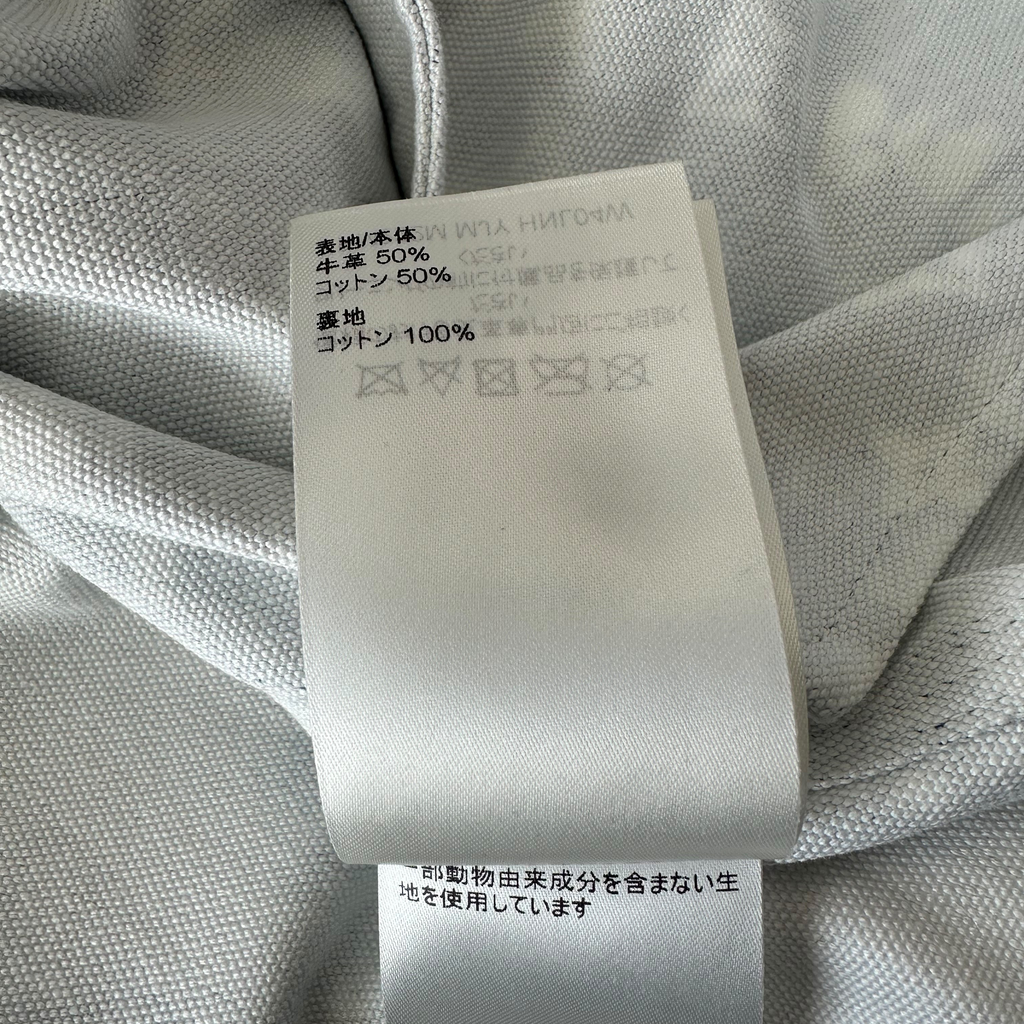 表地/本体
牛革 50%
コットン 50%
裏地
コットン 100%
部動物由来成分を含まない生
地を使用しています